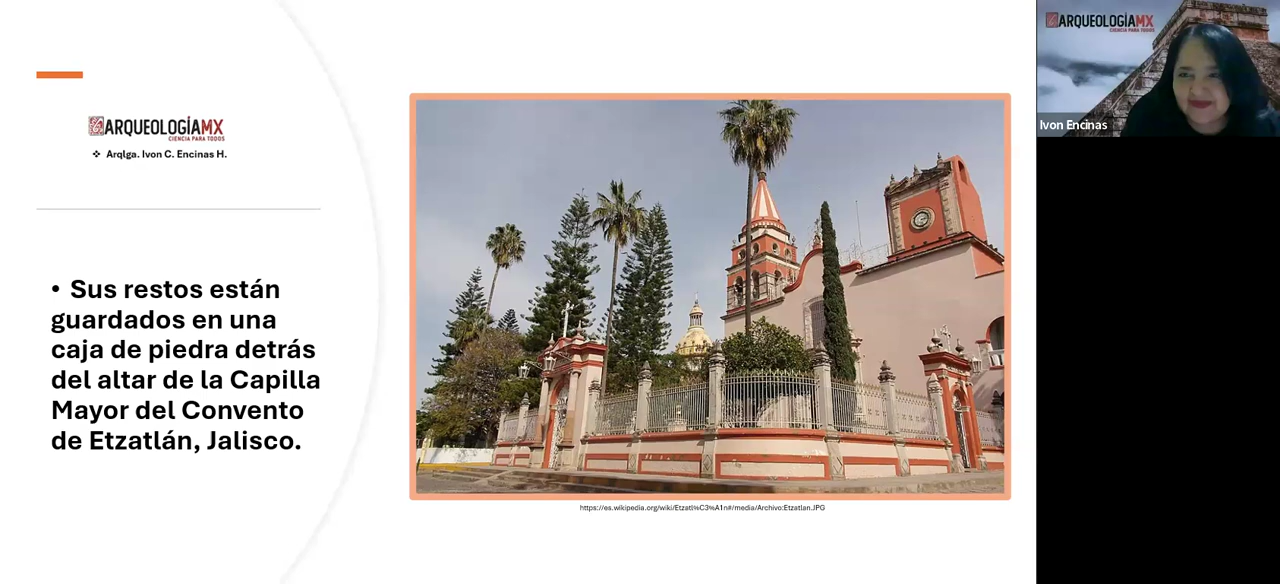 ARQUEOLOGÍAMX
CIENCIA PARA TODOS
❖ Arqlga. Ivon C. Encinas H.
• Sus restos están
guardados en una
caja de piedra detrás
del altar de la Capilla
Mayor del Convento
de Etzatlán, Jalisco.
https://es.wikipedia.org/wiki/Etzatl%C3%A1n#/media/Archivo:Etzatlan.JPG
ARQUEOLOGÍAMX
CIENCIA PARA TODOS
Ivon Encinas